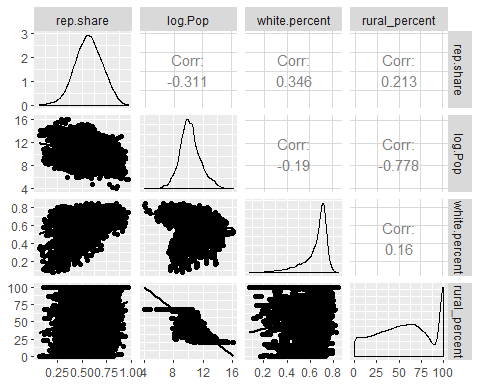 rep.share log.Pop white.percent rural_percent
3
2
1
0
Corr:
-0.311
Corr:
0.346
Corr:
0.213
rep.share
16
12
8
4
Corr:
-0.19
Corr:
-0.778
log.Pop
0.8
0.6
0.4
0.2
Corr:
0.16
white.percent
100
75
50
25
0
rural_percent
0.25 0.50 0.75 1.00 4 8 12 16 0.2 0.4 0.6 0.8 0 25 50 75 100